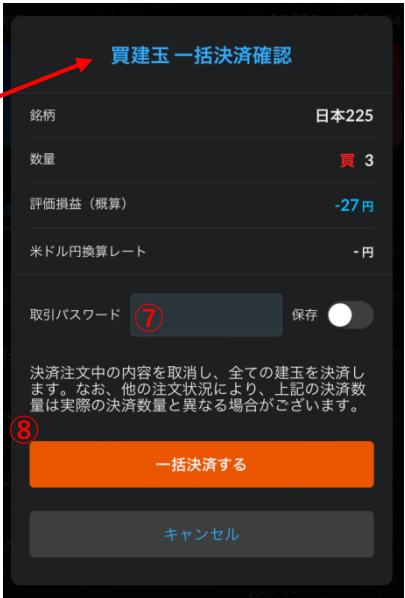 買建玉 一括決済確認
銘柄 日本225
数量 買 3
評価損益（概算） -27 円
米ドル円換算レート - 円
取引パスワード ⑦ 保存
決済注文中の内容を取消し、全ての建玉を決済し
ます。なお、他の注文状況により、上記の決済数
量は実際の決済数量と異なる場合がございます。
⑧
一括決済する
キャンセル